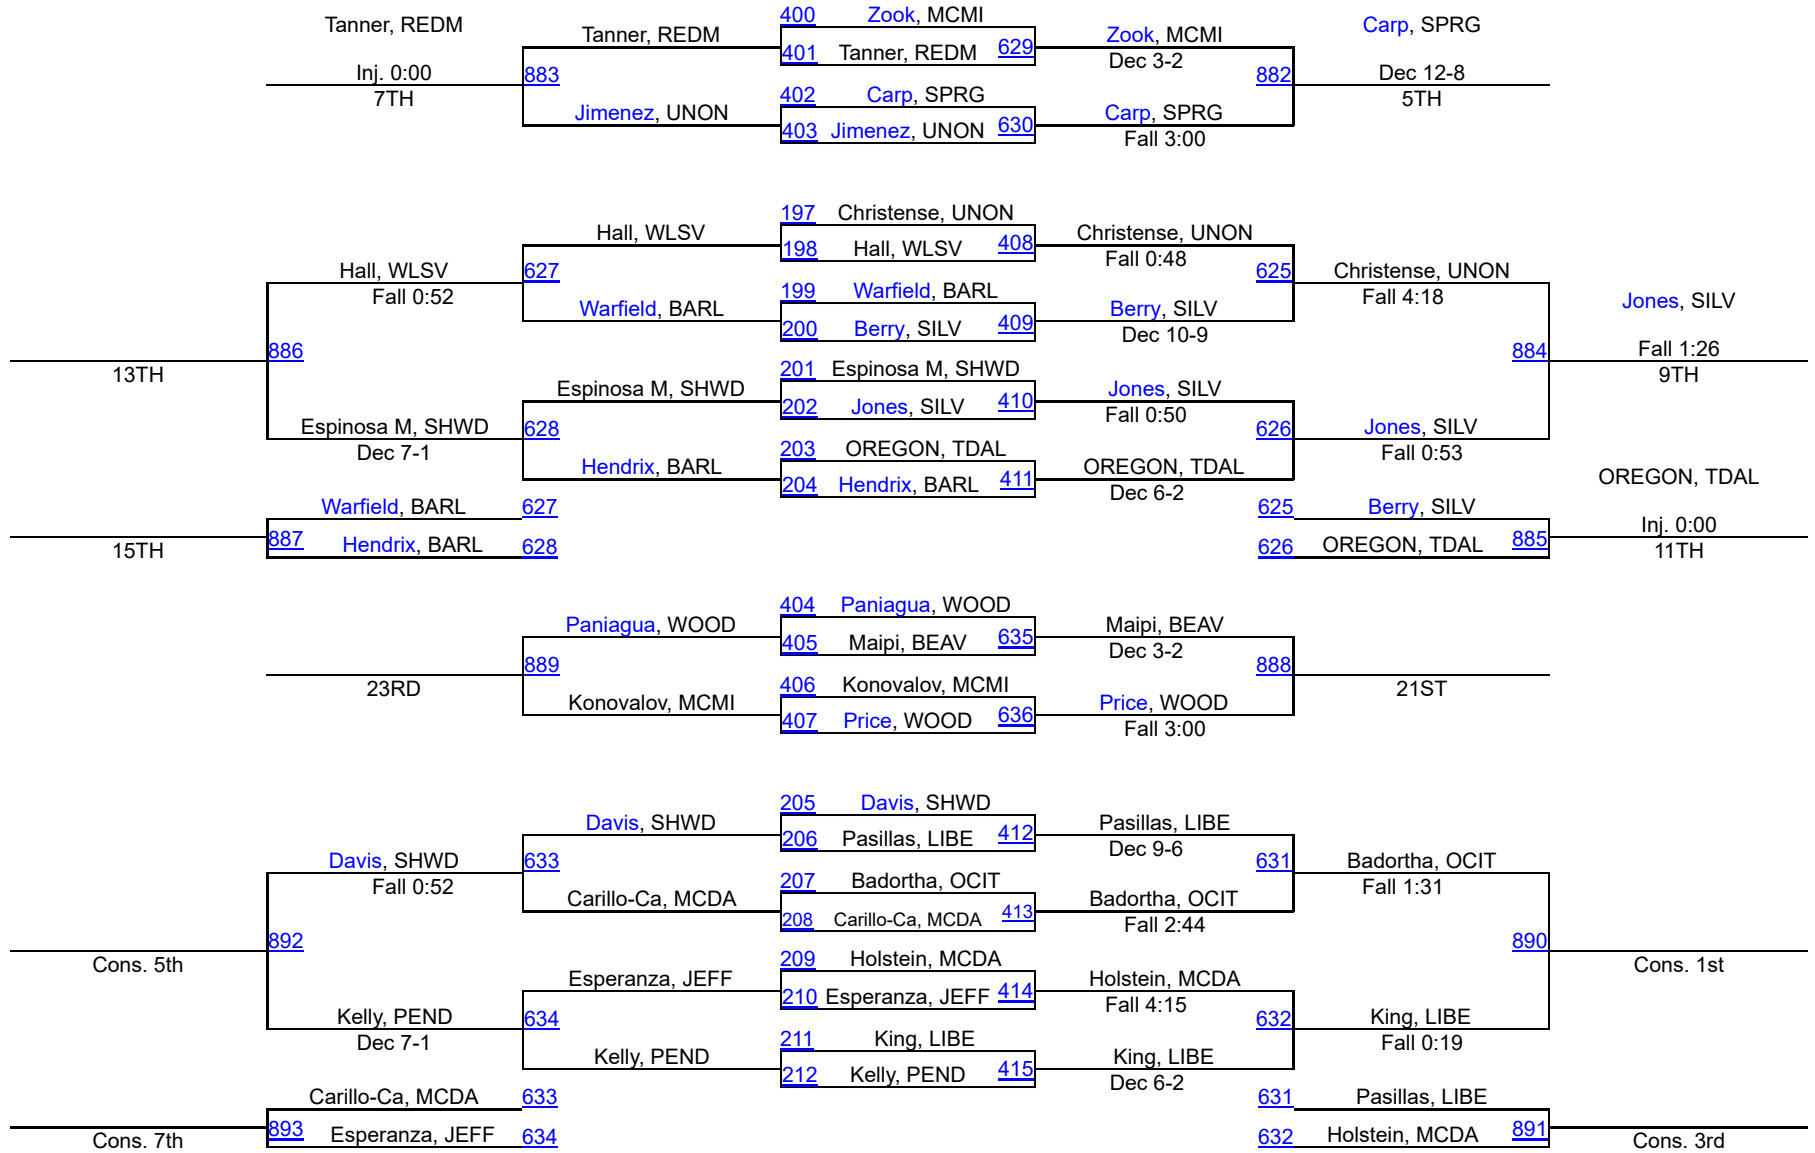 Tanner, REDM
Tanner, REDM
400 Zook, MCMI
Zook, MCMI
Carp, SPRG
401 Tanner, REDM 629
Inj. 0:00
883
Dec 3-2
882
Dec 12-8
7TH
402 Carp, SPRG
5TH
Jimenez, UNON
403 Jimenez, UNON 630
Carp, SPRG
Fall 3:00
197 Christense, UNON
Hall, WLSV
198 Hall, WLSV 408
Christense, UNON
Hall, WLSV
627
Fall 0:48
625
Christense, UNON
Fall 0:52
199 Warfield, BARL
Fall 4:18
Jones, SILV
Warfield, BARL
200 Berry, SILV 409
Berry, SILV
Dec 10-9
886
884
Fall 1:26
13TH
201 Espinosa M, SHWD
9TH
Espinosa M, SHWD
202 Jones, SILV 410
Jones, SILV
Fall 0:50
Espinosa M, SHWD
628
626
Jones, SILV
Dec 7-1
203 OREGON, TDAL
Fall 0:53
Hendrix, BARL
204 Hendrix, BARL 411
OREGON, TDAL
Dec 6-2
OREGON, TDAL
Warfield, BARL 627
625 Berry, SILV
Inj. 0:00
887 Hendrix, BARL 628
626 OREGON, TDAL 885
15TH
11TH
404 Paniagua, WOOD
Paniagua, WOOD
405 Maipi, BEAV 635
Maipi, BEAV
Dec 3-2
889
888
23RD
406 Konovalov, MCMI
21ST
Konovalov, MCMI
407 Price, WOOD 636
Price, WOOD
Fall 3:00
205 Davis, SHWD
Davis, SHWD
206 Pasillas, LIBE 412
Pasillas, LIBE
Dec 9-6
Davis, SHWD
633
631
Badortha, OCIT
Fall 0:52
207 Badortha, OCIT
Fall 1:31
Carillo-Ca, MCDA
208 Carillo-Ca, MCDA 413
Badortha, OCIT
Fall 2:44
892
890
Cons. 5th
209 Holstein, MCDA
Cons. 1st
Esperanza, JEFF
210 Esperanza, JEFF 414
Holstein, MCDA
Fall 4:15
Kelly, PEND
634
632
King, LIBE
Dec 7-1
211 King, LIBE
Fall 0:19
Kelly, PEND
212 Kelly, PEND 415
King, LIBE
Dec 6-2
Carillo-Ca, MCDA 633
631 Pasillas, LIBE
893 Esperanza, JEFF 634
632 Holstein, MCDA 891
Cons. 7th
Cons. 3rd